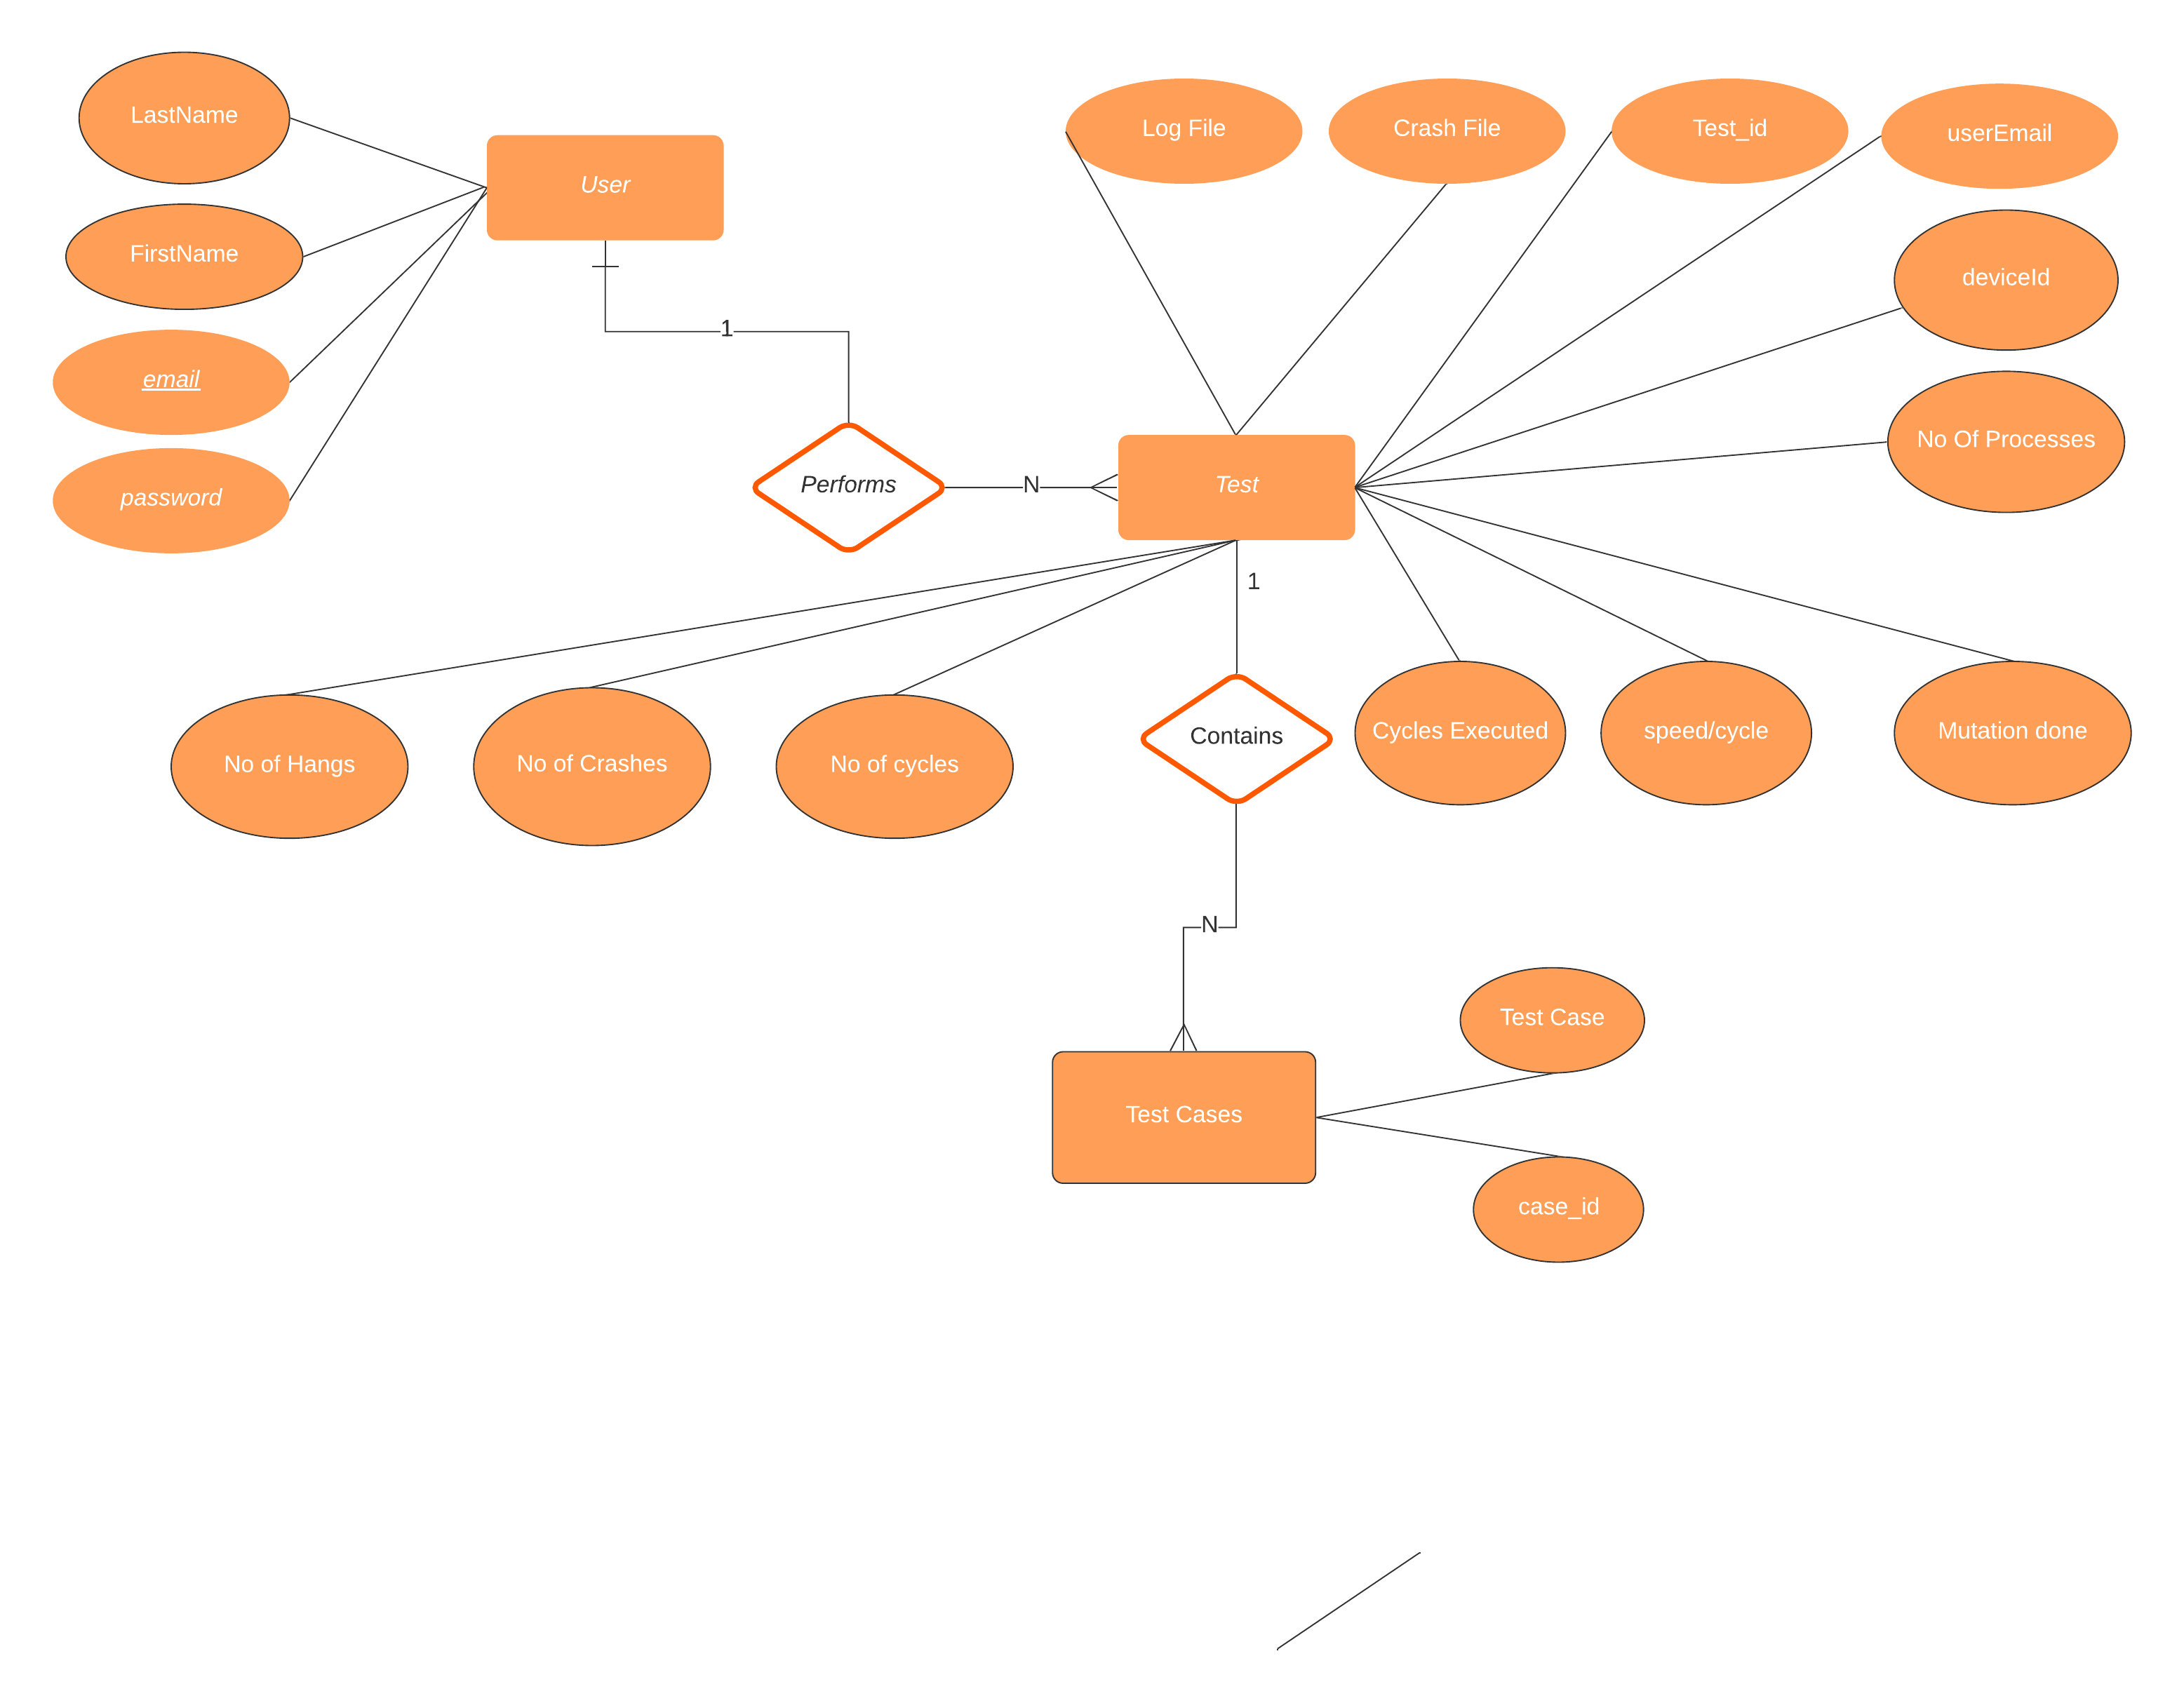 LastName
User
Log File
Crash File
Test_id
userEmail
FirstName
deviceId
1
email
No Of Processes
password
Performs
N
Test
1
No of Hangs
No of Crashes
No of cycles
Contains
Cycles Executed
speed/cycle
Mutation done
N
Test Case
Test Cases
case_id